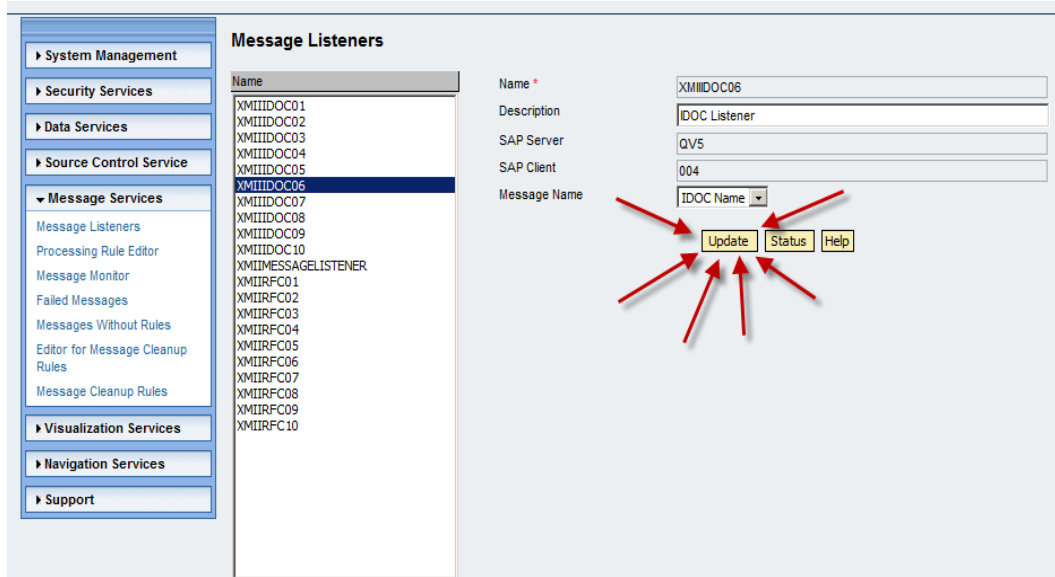 System Management
Security Services
Data Services
Source Control Service
Message Services
Message Listeners
Processing Rule Editor
Message Monitor
Failed Messages
Messages Without Rules
Editor for Message Cleanup
Rules
Message Cleanup Rules
Visualization Services
Navigation Services
Support
Message Listeners
Name
XMIIIDOC01
XMIIIDOC02
XMIIIDOC03
XMIIIDOC04
XMIIIDOC05
XMIIIDOC06
XMIIIDOC07
XMIIIDOC08
XMIIIDOC09
XMIIIDOC10
XMIIMESSAGELISTENER
XMIIRFC01
XMIIRFC02
XMIIRFC03
XMIIRFC04
XMIIRFC05
XMIIRFC06
XMIIRFC07
XMIIRFC08
XMIIRFC09
XMIIRFC10
Name * XMIIIDOC06
Description IDOC Listener
SAP Server QV5
SAP Client 004
Message Name IDOC Name
Update Status Help